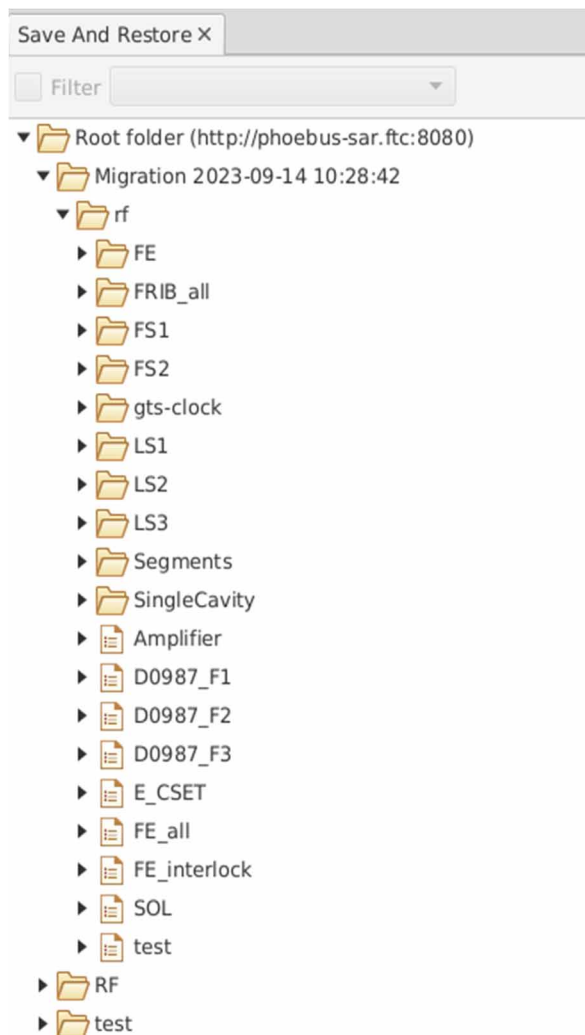 Save And Restore ×
Filter
Root folder (http://phoebus-sar.ftc:8080)
Migration 2023-09-14 10:28:42
rf
FE
FRIB_all
FS1
FS2
gts-clock
LS1
LS2
LS3
Segments
SingleCavity
Amplifier
D0987_F1
D0987_F2
D0987_F3
E_CSET
FE_all
FE_interlock
SOL
test
RF
test